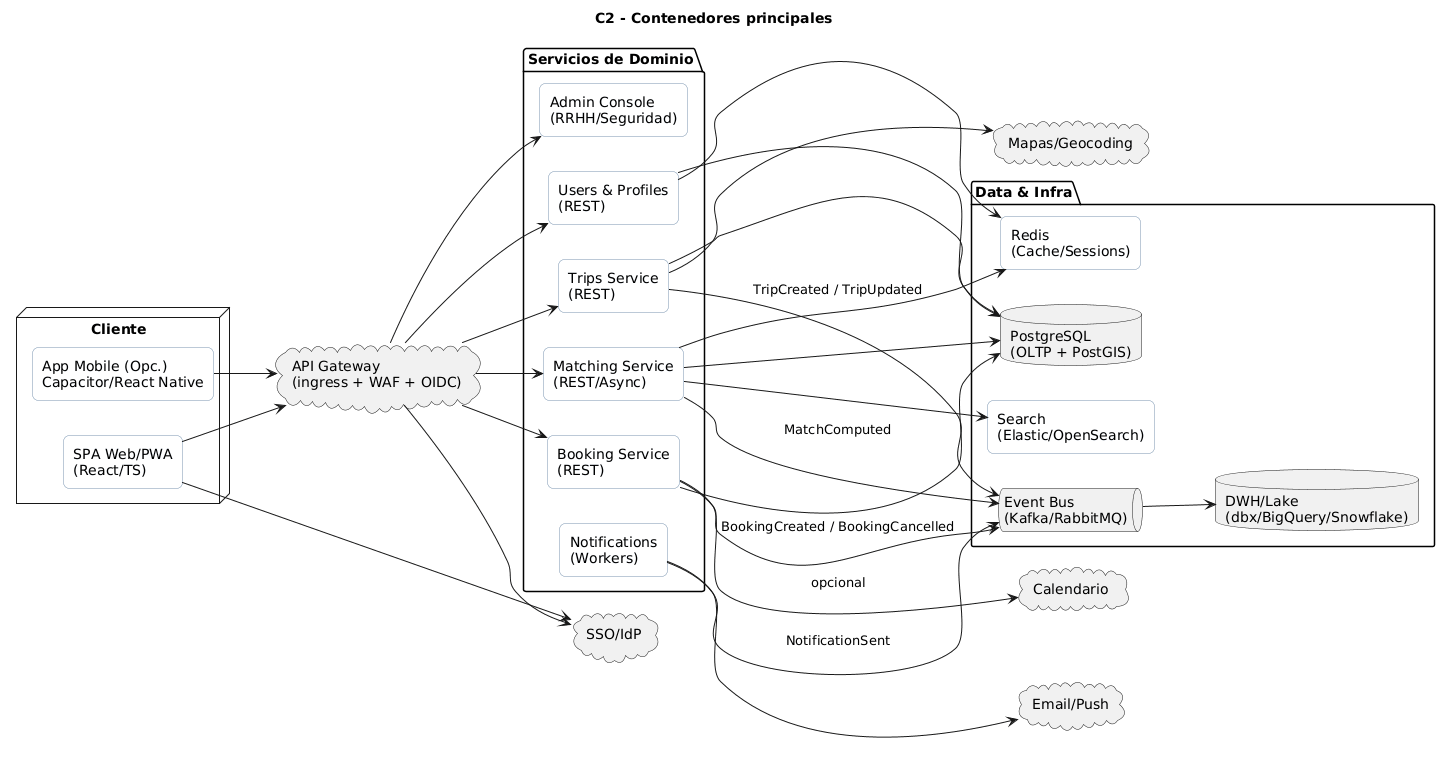 C2 - Contenedores principales
Cliente
App Mobile (Opc.)
Capacitor/React Native
SPA Web/PWA
(React/TS)
API Gateway
(ingress + WAF + OIDC)
Servicios de Dominio
Admin Console
(RRHH/Seguridad)
Users & Profiles
(REST)
Trips Service
(REST)
Matching Service
(REST/Async)
Booking Service
(REST)
Notifications
(Workers)
SSO/IdP
TripCreated / TripUpdated
MatchComputed
BookingCreated / BookingCancelled
opcional
NotificationSent
Mapas/Geocoding
Data & Infra
Redis
(Cache/Sessions)
PostgreSQL
(OLTP + PostGIS)
Search
(Elastic/OpenSearch)
Event Bus
(Kafka/RabbitMQ)
DWH/Lake
(dbx/BigQuery/Snowflake)
Calendario
Email/Push